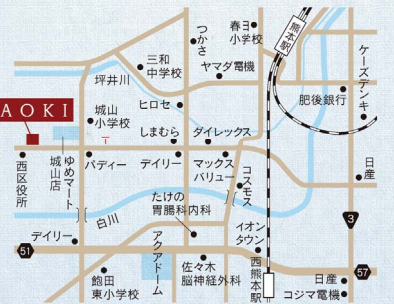 春日
小学校
つかさ
熊本駅
三和
中学校
ヤマダ電機
ケーズデンキ
坪井川
肥後銀行
AOKI
城山
小学校
ヒロセ
〒
しまむら
ダイレックス
西区役所
ゆめマート
城山店
バディー
デイリー
マックス
バリュー
コスモス
日産
白川
たけの
胃腸科内科
3
デイリー
イオン
タウン
51
アクアドーム
西熊本駅
57
飽田
東小学校
佐々木
脳神経外科
日産
コジマ電機